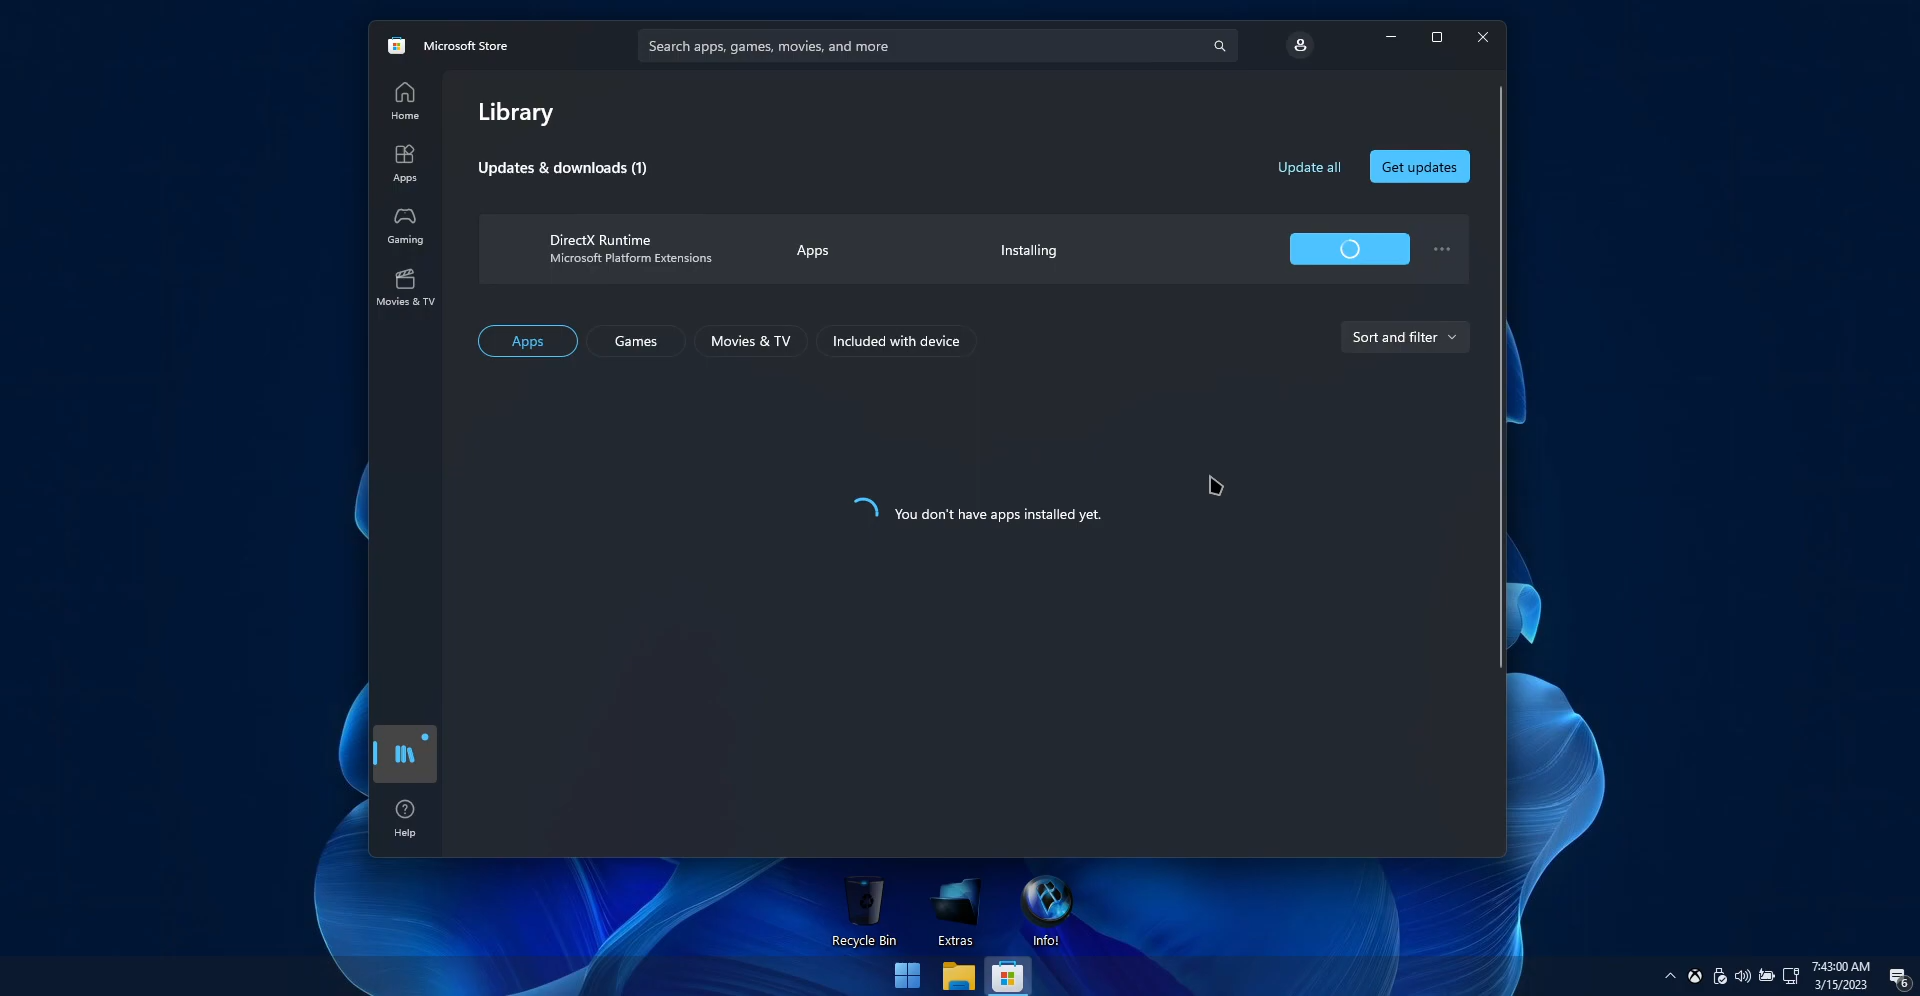 Microsoft Store
Search apps, games, movies, and more
Home
Apps
Gaming
Movies & TV
Library
Updates & downloads (1)
Update all
Get updates
DirectX Runtime
Microsoft Platform Extensions
Apps
Installing
Apps
Games
Movies & TV
Included with device
Sort and filter
You don't have apps installed yet.
Help
Recycle Bin
Extras
Info!
7:43:00 AM
3/15/2023
6